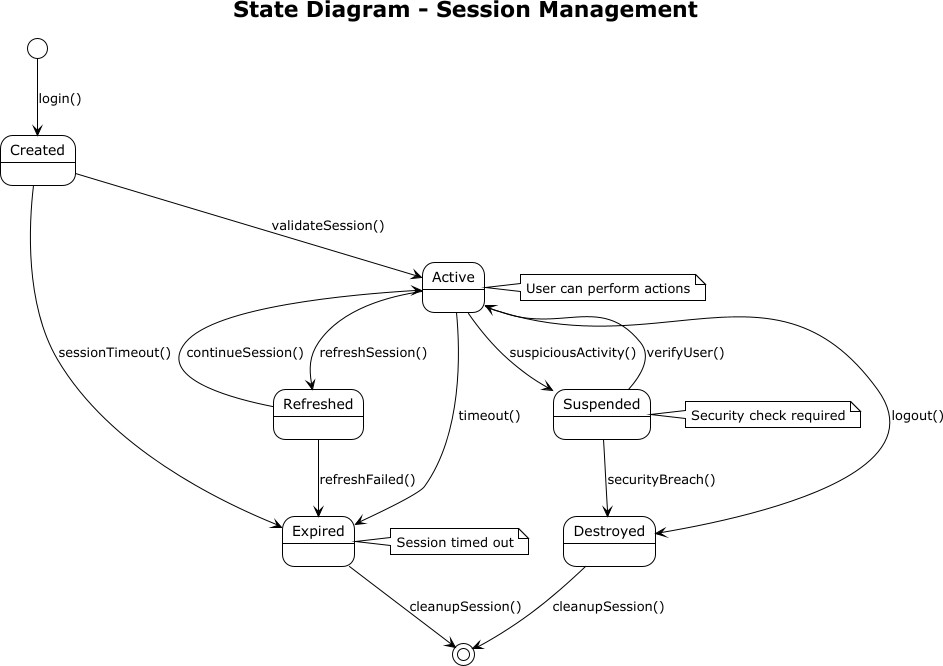 State Diagram - Session Management
login()
Created
validateSession()
Active
User can perform actions
sessionTimeout()
continueSession()
refreshSession()
suspiciousActivity()
verifyUser()
Refreshed
Suspended
timeout()
Security check required
logout()
refreshFailed()
securityBreach()
Expired
Session timed out
Destroyed
cleanupSession()
cleanupSession()